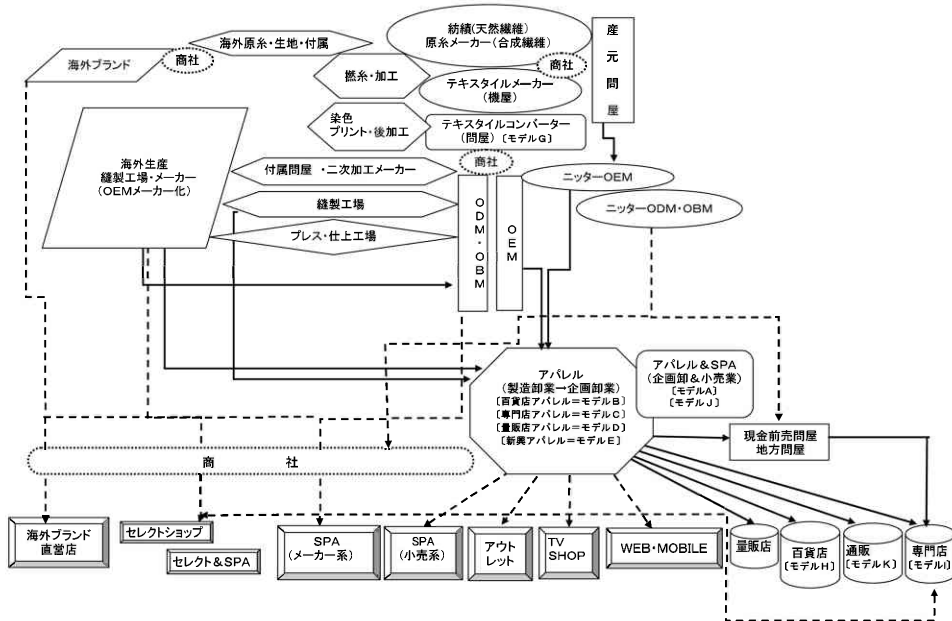 紡績(天然繊維)
原糸メーカー(合成繊維)
産元問屋
海外原糸・生地・付属
商社
海外ブランド
商社
撚糸・加工
テキスタイルメーカー
(機屋)
染色
プリント・後加工
テキスタイルコンバーター
(問屋)[モデルG]
商社
海外生産
縫製工場・メーカー
(OEMメーカー化)
付属問屋 ・二次加工メーカー
縫製工場
プレス・仕上工場
ODM・OBM
OEM
ニッターOEM
ニッターODM・OBM
アパレル
(製造卸業→企画卸業)
[百貨店アパレル=モデルB]
[専門店アパレル=モデルC]
[量販店アパレル=モデルD]
[新興アパレル=モデルE]
アパレル&SPA
(企画卸&小売業)
[モデルA]
[モデルJ]
現金前売問屋
地方問屋
商 社
海外ブランド
直営店
セレクトショップ
セレクト&SPA
SPA
(メーカー系)
SPA
(小売系)
アウト
レット
TV
SHOP
WEB・MOBILE
量販店
百貨店
[モデルH]
通販
[モデルK]
専門店
[モデルI]